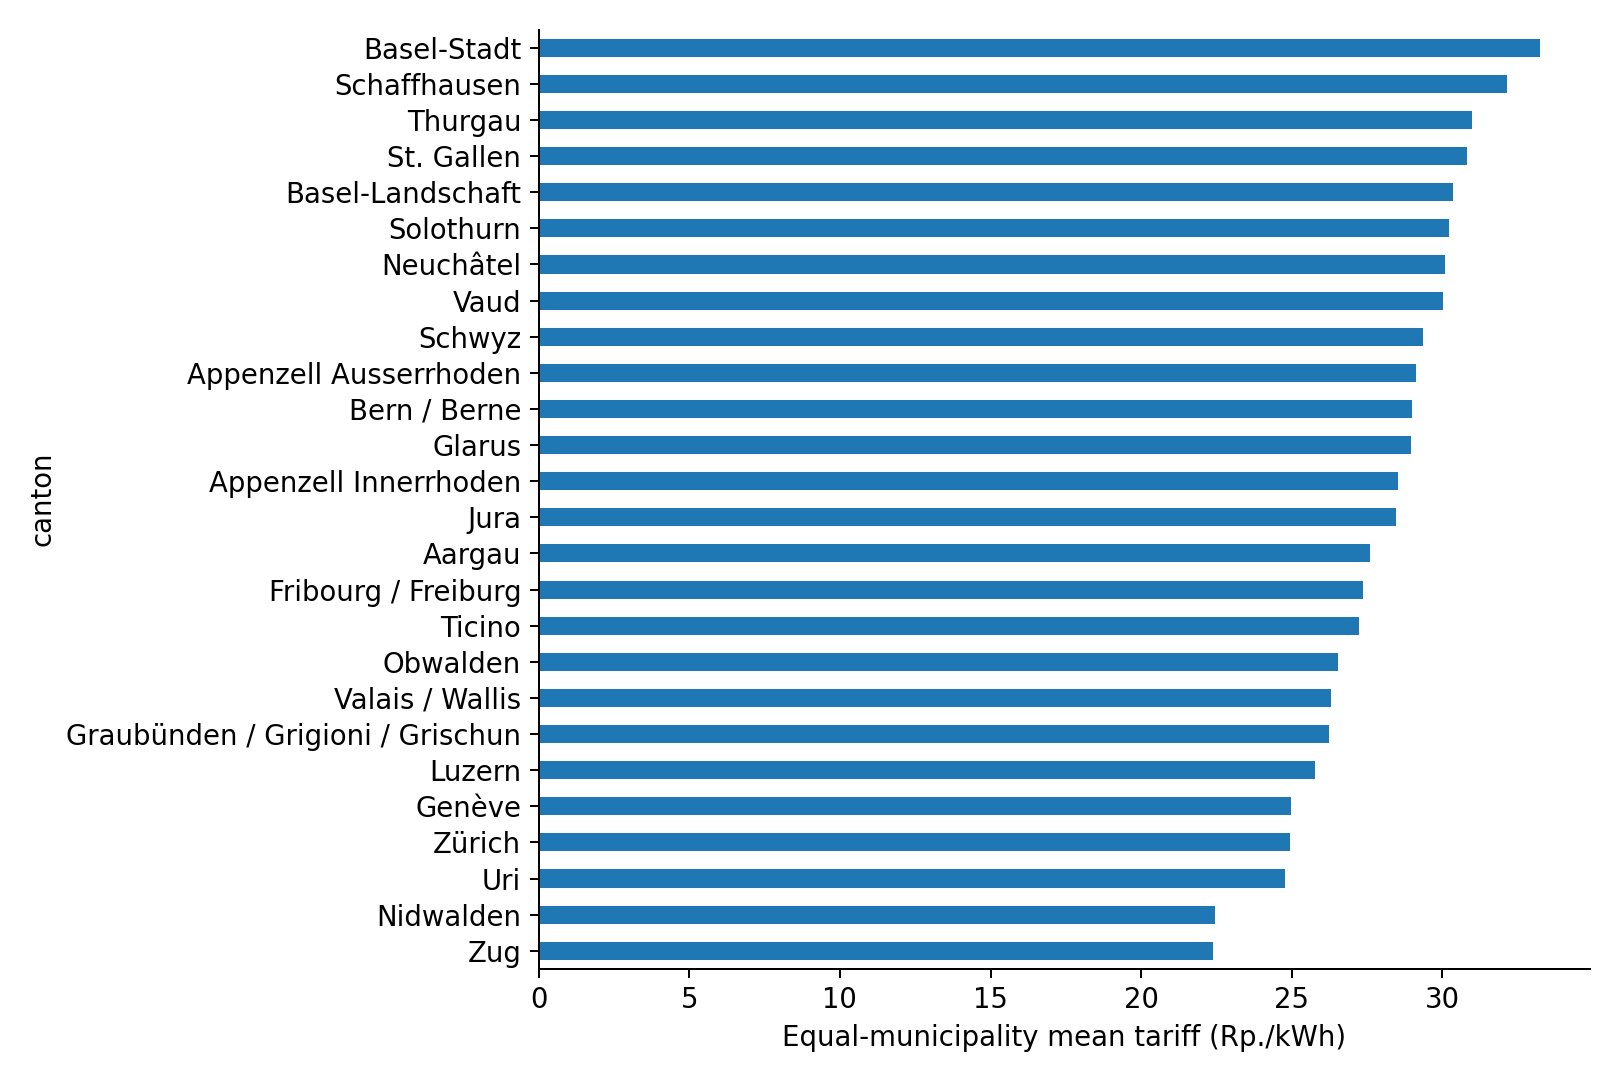 Basel-Stadt
Schaffhausen
Thurgau
St. Gallen
Basel-Landschaft
Solothurn
Neuchâtel
Vaud
Schwyz
Appenzell Ausserrhoden
Bern / Berne
Glarus
Appenzell Innerrhoden
Jura
Aargau
Fribourg / Freiburg
Ticino
Obwalden
Valais / Wallis
Graubünden / Grigioni / Grischun
Luzern
Genève
Zürich
Uri
Nidwalden
Zug
canton
0 5 10 15 20 25 30
Equal-municipality mean tariff (Rp./kWh)